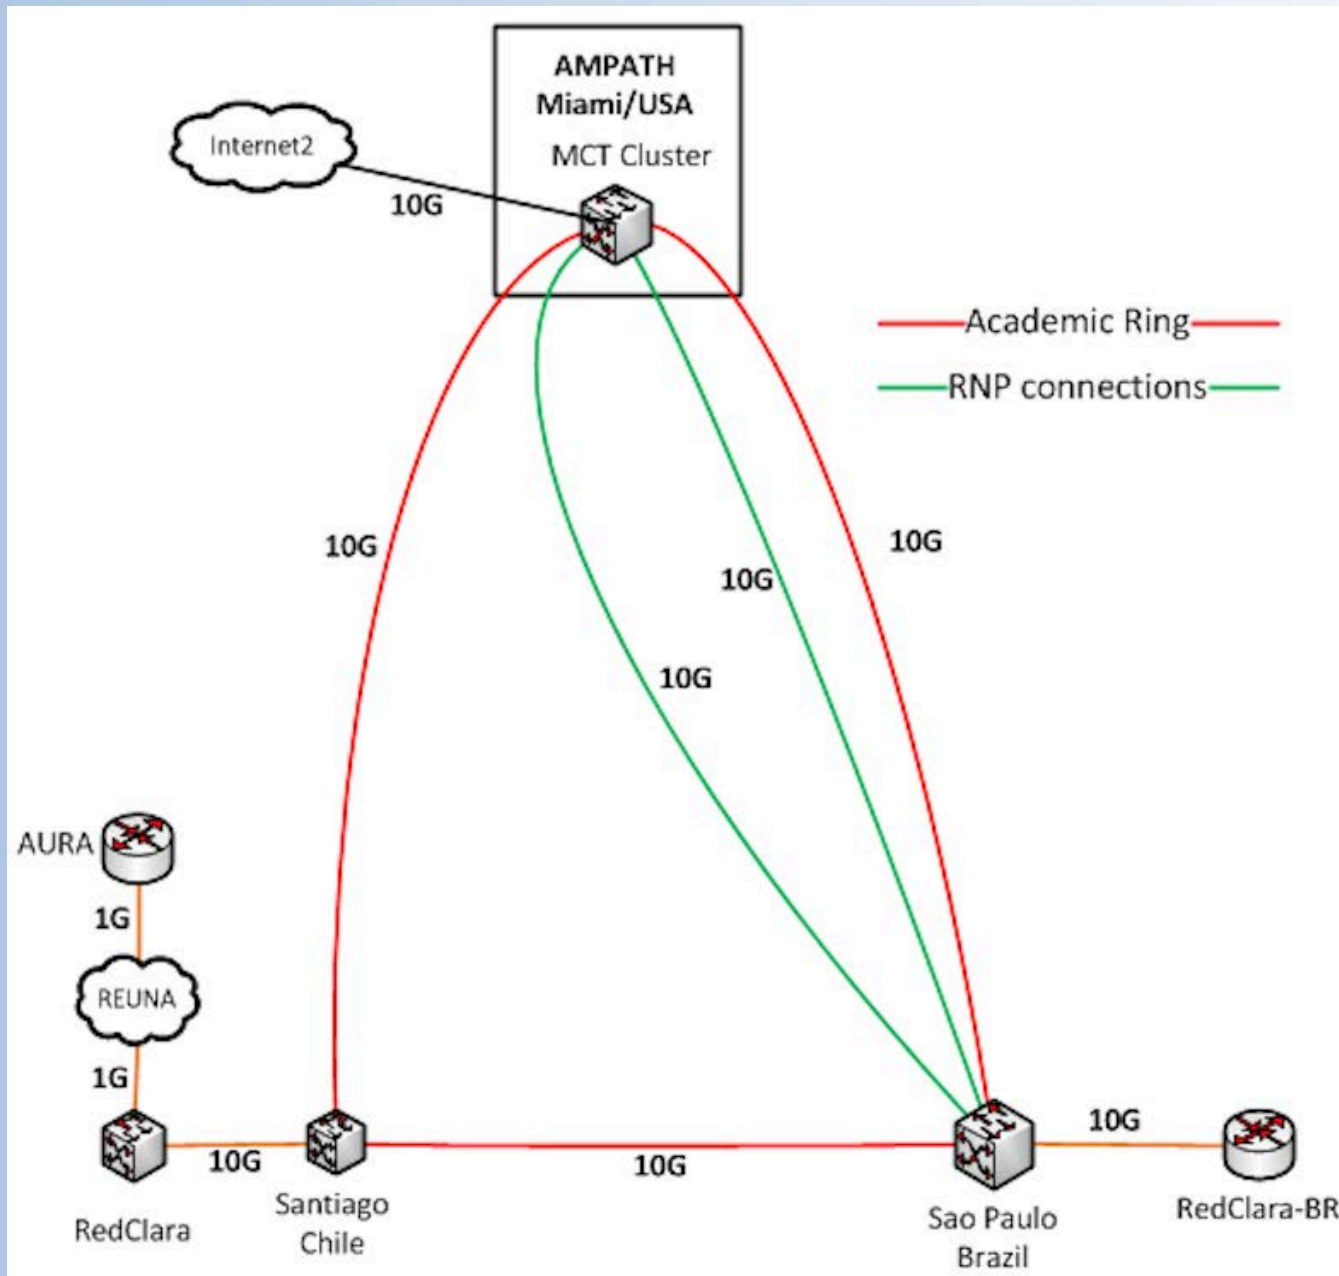 AMPATH
Miami/USA
MCT Cluster
Internet2
10G
Academic Ring
RNP connections
10G
10G
10G
10G
AURA
1G
REUNA
1G
10G
10G
10G
RedClara
Santiago
Chile
Sao Paulo
Brazil
RedClara-BR